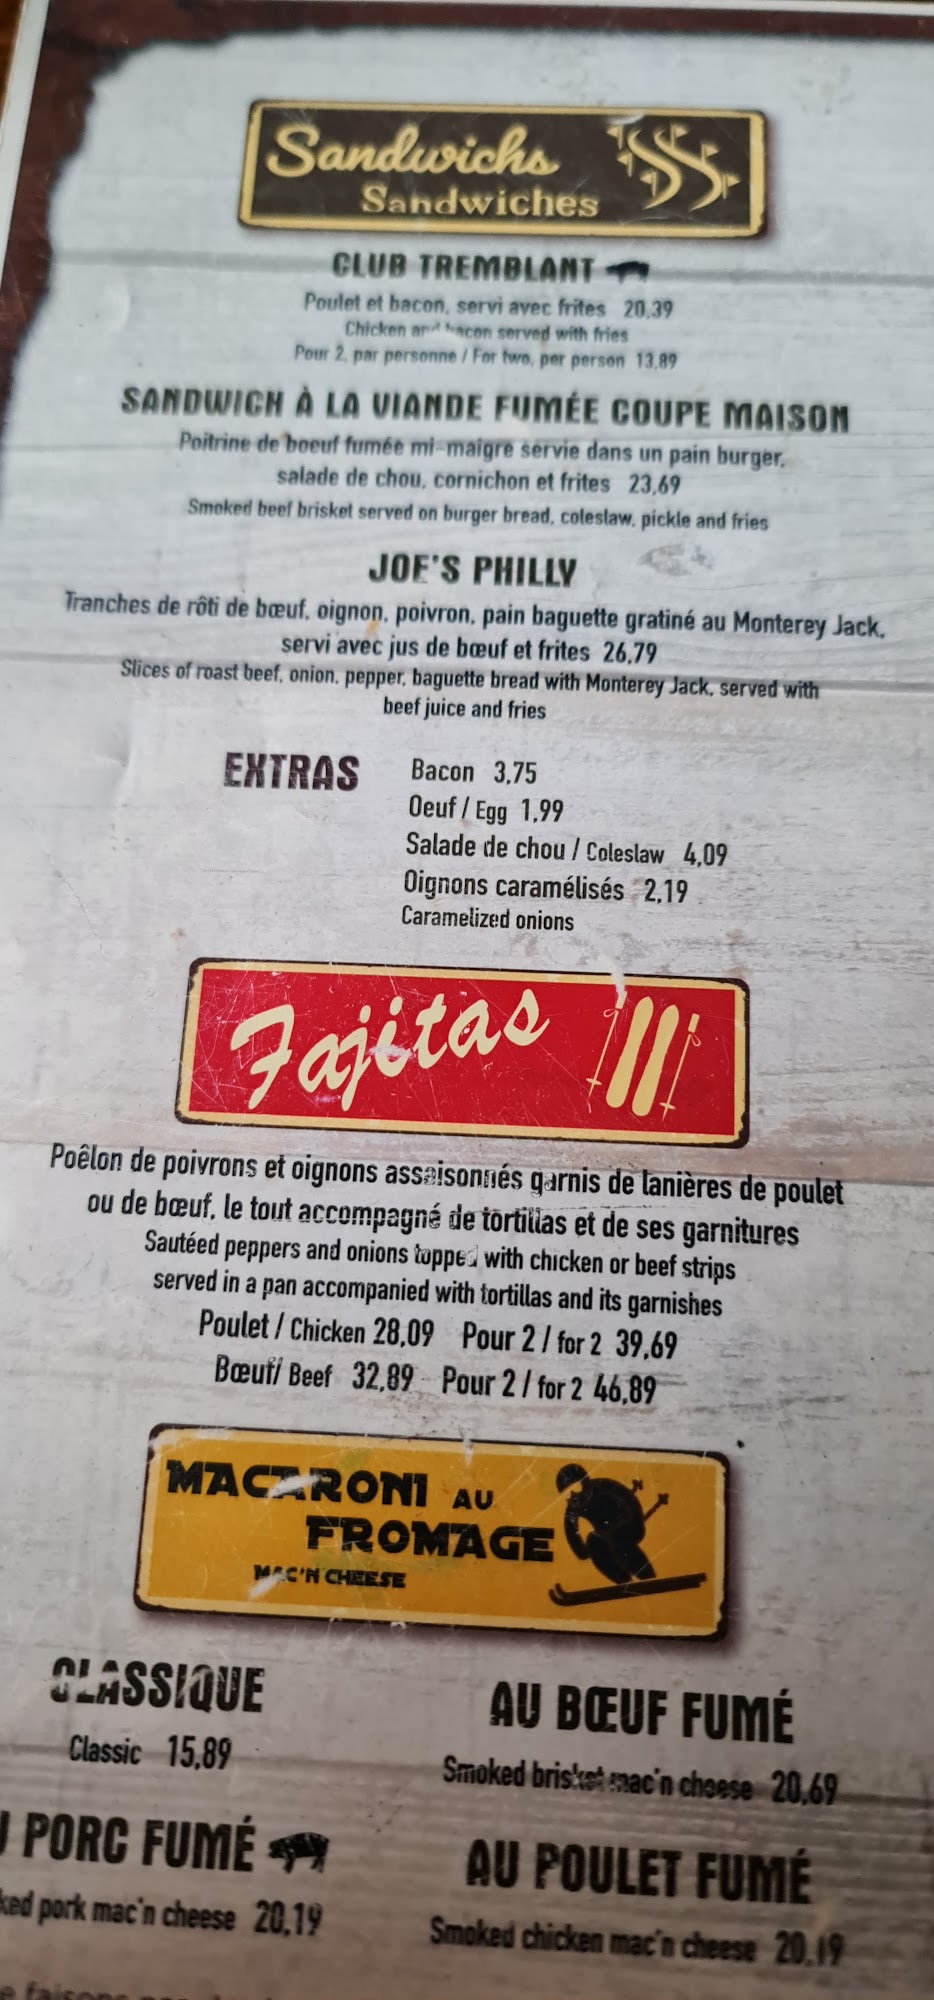 Sandwichs
Sandwiches
CLUB TREMBLANT
Poulet et bacon, servi avec frites 20,39
Chicken and bacon served with fries
Pour 2, par personne / For two, per person 13,89
SANDWICH À LA VIANDE FUMÉE COUPE MAISON
Poitrine de boeuf fumée mi-maigre servie dans un pain burger,
salade de chou, cornichon et frites 23,69
Smoked beef brisket served on burger bread, coleslaw, pickle and fries
JOE'S PHILLY
Tranches de rôti de bœuf, oignon, poivron, pain baguette gratiné au Monterey Jack,
servi avec jus de bœuf et frites 26,79
Slices of roast beef, onion, pepper, baguette bread with Monterey Jack, served with
beef juice and fries
EXTRAS
Bacon 3,75
Oeuf / Egg 1,99
Salade de chou / Coleslaw 4,09
Oignons caramélisés 2,19
Caramelized onions
Fajitas
Poêlon de poivrons et oignons assaisonnés garnis de lanières de poulet
ou de bœuf, le tout accompagné de tortillas et de ses garnitures
Sautéed peppers and onions topped with chicken or beef strips
served in a pan accompanied with tortillas and its garnishes
Poulet / Chicken 28,09 Pour 2 / for 2 39,69
Bœuf/ Beef 32,89 Pour 2 / for 2 46,89
MACARONI AU
FROMAGE
MAC'N CHEESE
CLASSIQUE
Classic 15,89
AU BŒUF FUMÉ
Smoked brisket mac'n cheese 20,69
PORC FUMÉ
ked pork mac'n cheese 20,19
AU POULET FUMÉ
Smoked chicken mac'n cheese 20,19